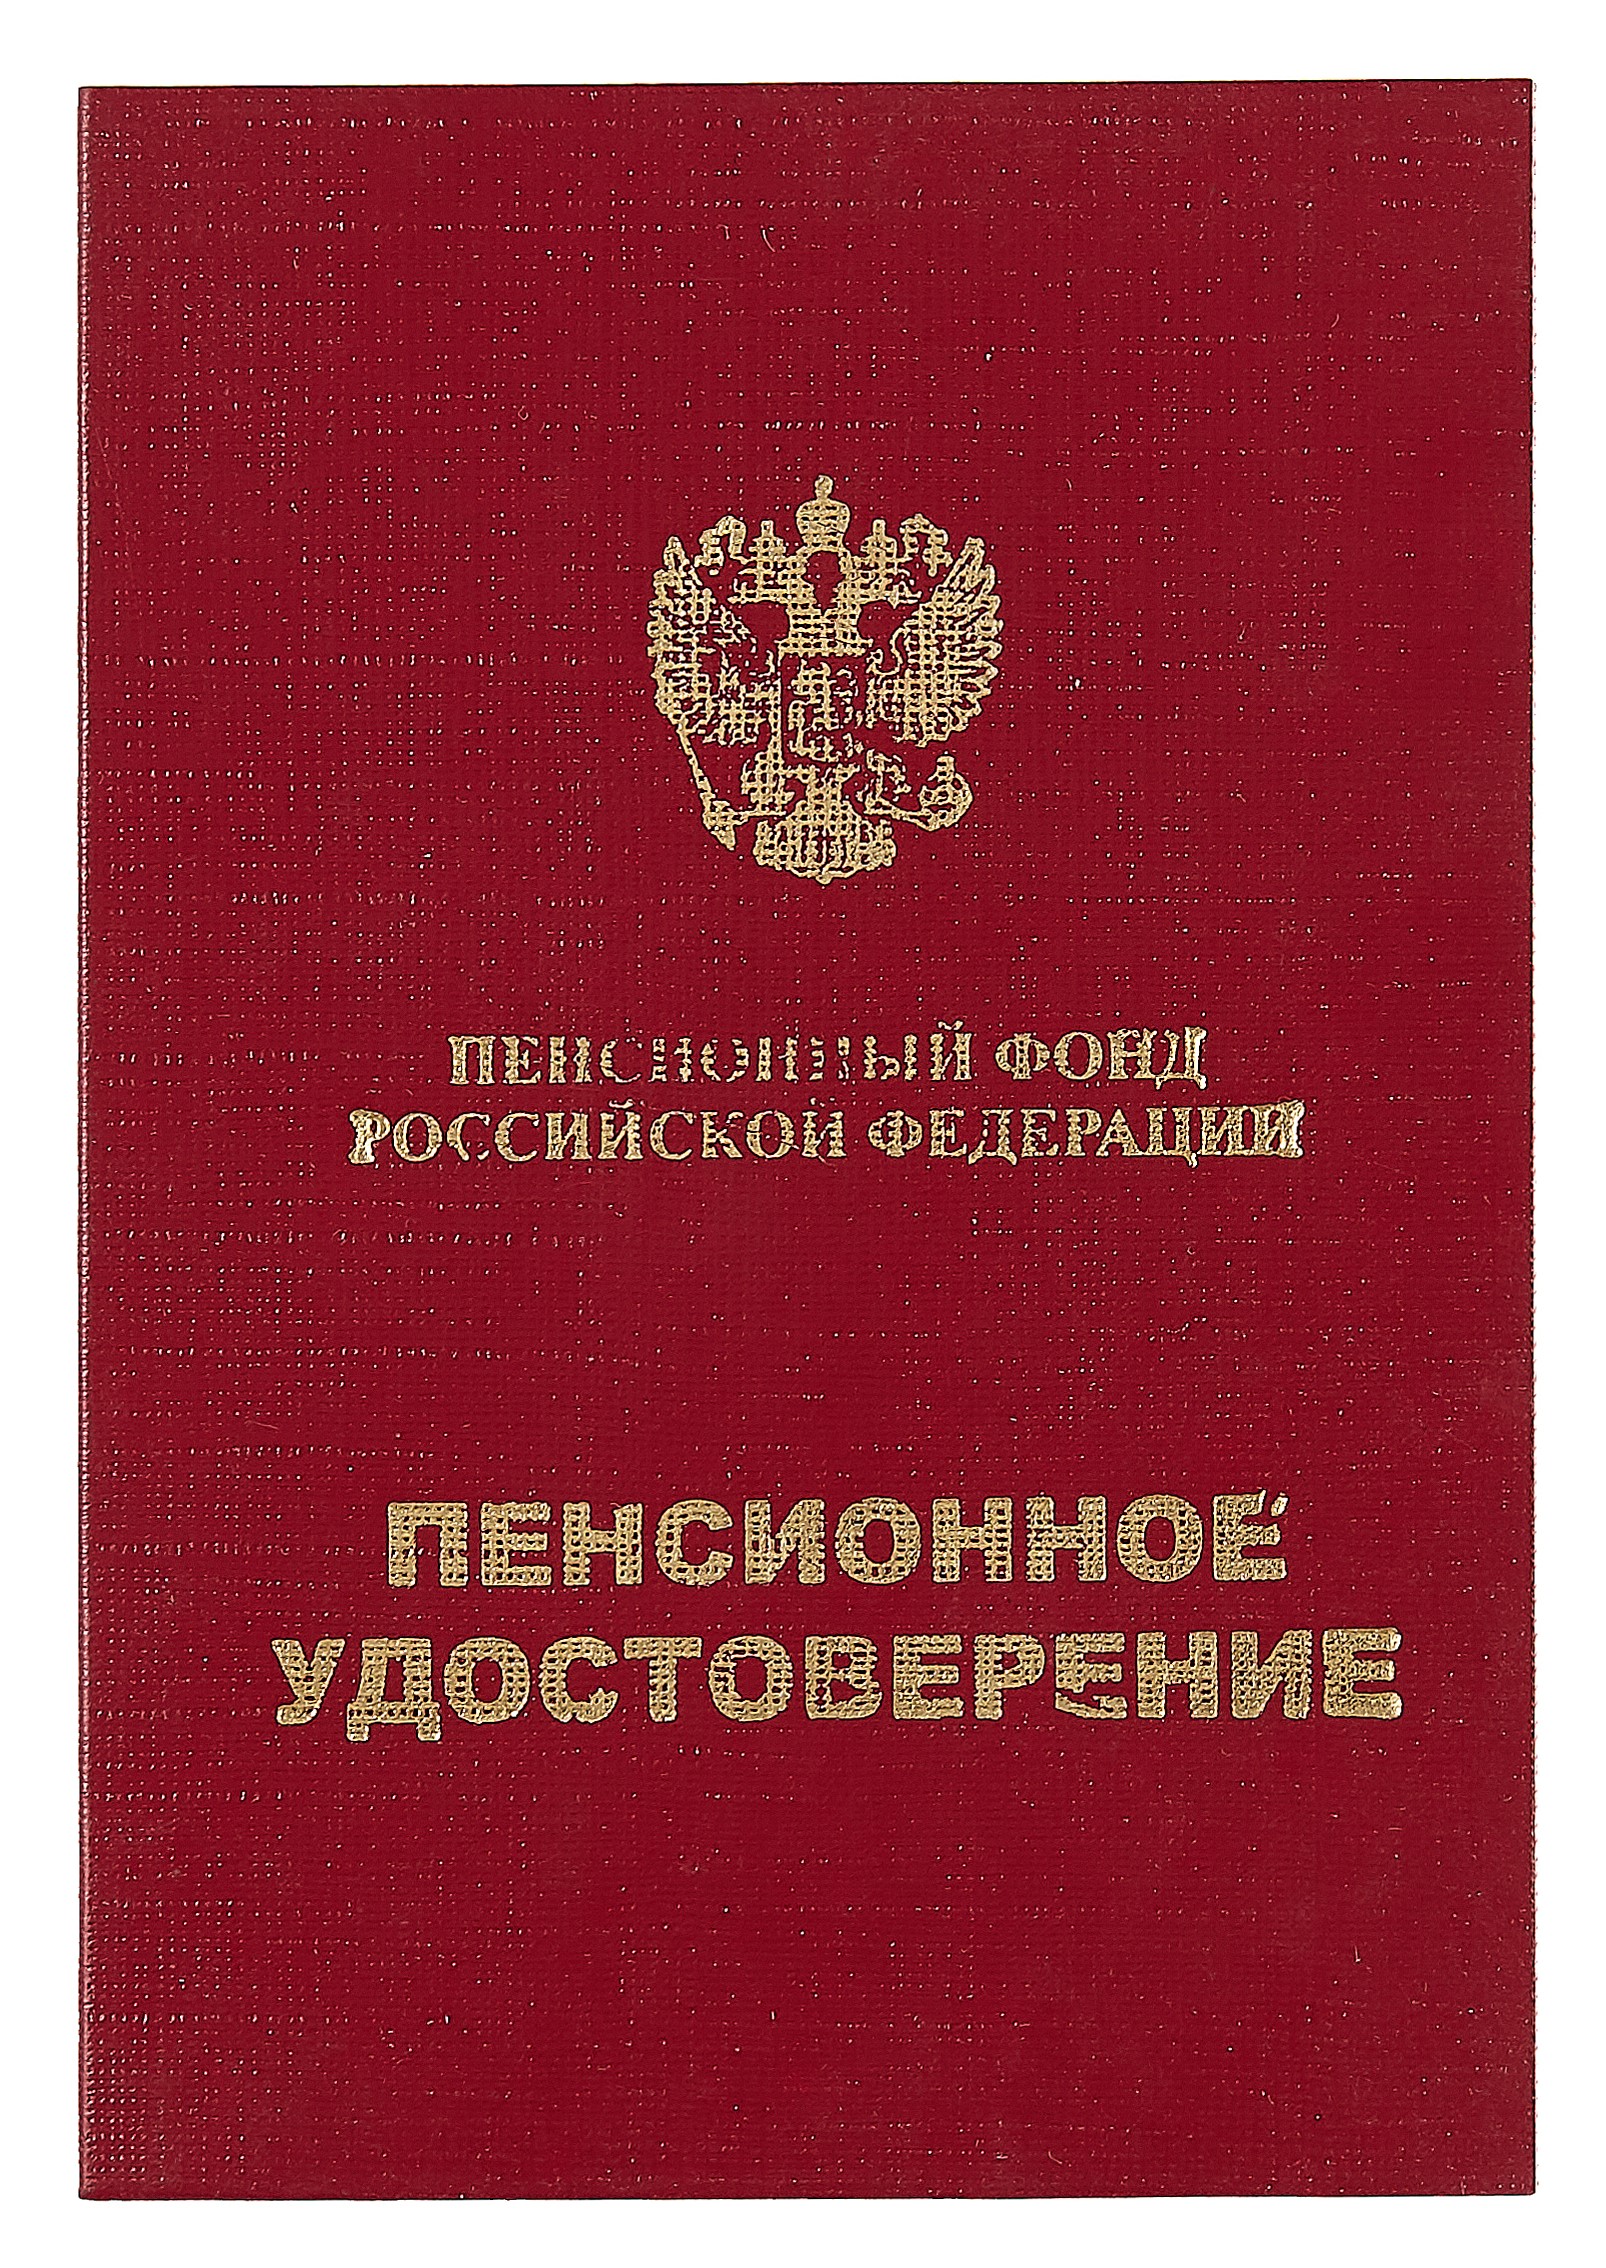 ПЕНСИОННЫЙ ФОНД
РОССИЙСКОЙ ФЕДЕРАЦИИ
ПЕНСИОННОЕ
УДОСТОВЕРЕНИЕ